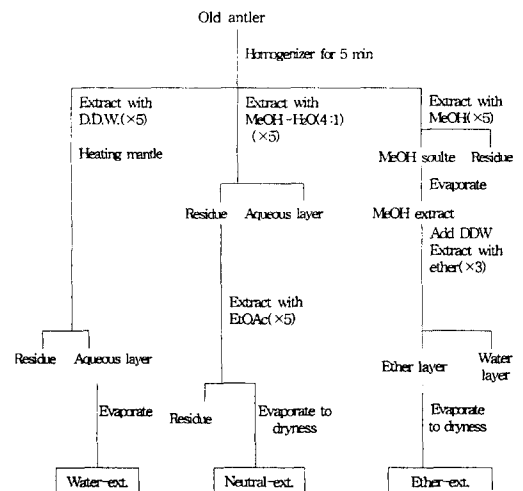 Old antler
Homogenizer for 5 min
Extract with
D.D.W.(×5)
Heating mantle
Residue Aqueous layer
Evaporate
Water-ext.
Extract with
MeOH-H₂O(4:1)
(×5)
Residue Aqueous layer
Extract with
EtOAc(×5)
Residue
Evaporate to
dryness
Neutral-ext.
Extract with
MeOH(×5)
MeOH soulte Residue
Evaporate
MeOH extract
Add DDW
Extract with
ether(×3)
Ether layer
Water
layer
Evaporate
to dryness
Ether-ext.